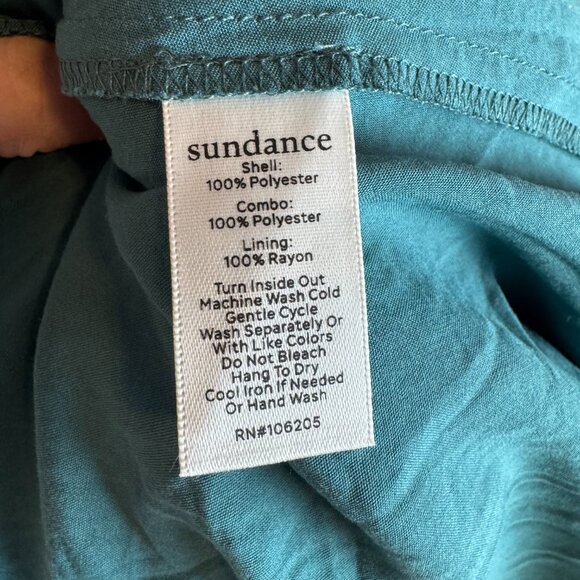 sundance
Shell:
100% Polyester
Combo:
100% Polyester
Lining:
100% Rayon
Turn Inside Out
Machine Wash Cold
Gentle Cycle
Wash Separately Or
With Like Colors
Do Not Bleach
Hang To Dry
Cool Iron If Needed
Or Hand Wash
RN#106205